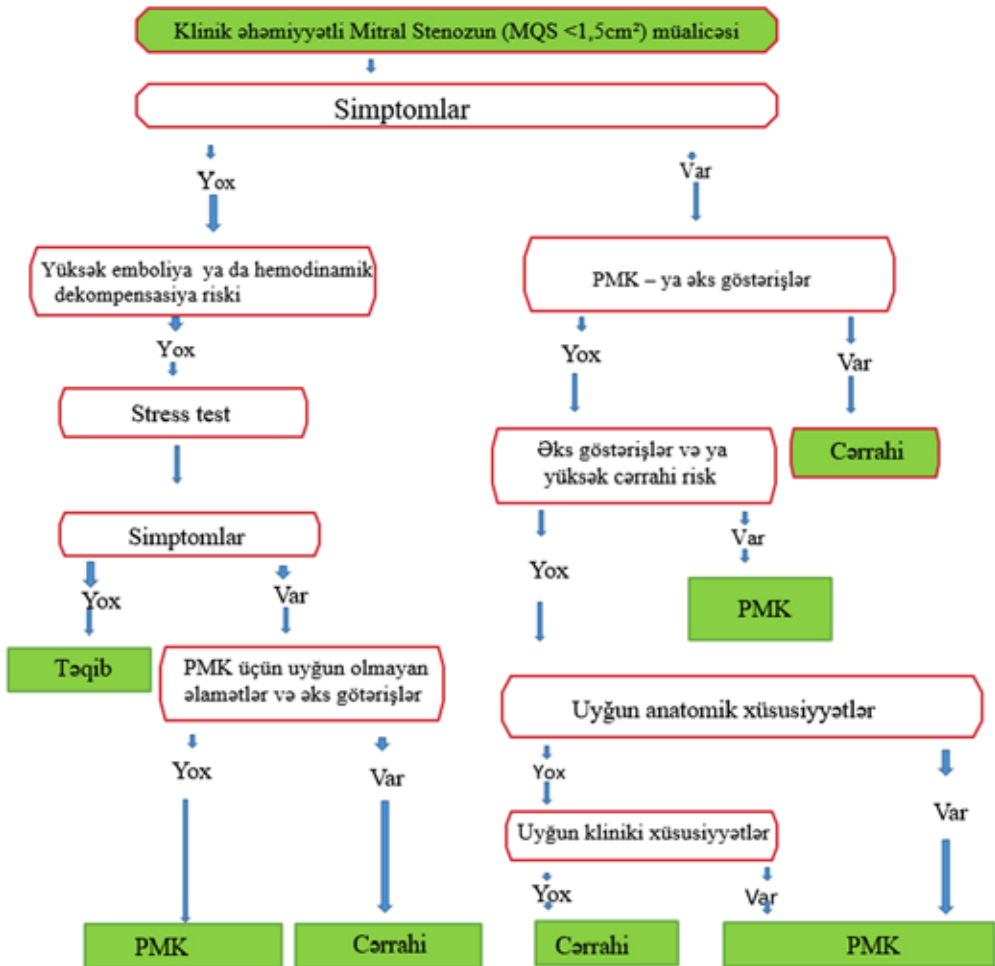 Klinik əhəmiyyətli Mitral Stenozun (MQS <1,5cm²) müalicəsi
Simptomlar
Yox
Var
Yüksək emboliya ya da hemodinamik
dekompensasiya riski
PMK – ya əks göstərişlər
Yox
Yox
Var
Stress test
Əks göstərişlər və ya
yüksək cərrahi risk
Cərrahi
Simptomlar
Yox
Var
Yox
Var
PMK
Təqib
PMK üçün uyğun olmayan
əlamətlər və əks götərişlər
Uyğun anatomik xüsusiyyətlər
Yox
Var
Yox
Var
Uyğun kliniki xüsusiyyətlər
Yox
Var
PMK
Cərrahi
Cərrahi
PMK